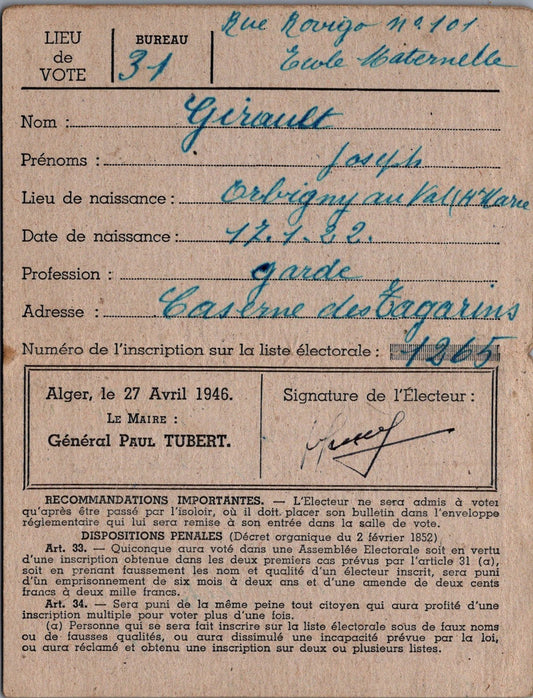 LIEU de VOTE
BUREAU
31
Rue Rovigo nº 101
Ecole Maternelle
Nom : Girault
Prénoms : Joseph
Lieu de naissance : Orbigny au Val (Hte Marne
Date de naissance : 17.1.22.
Profession : garde
Adresse : Caserne des Tagarins
Numéro de l'inscription sur la liste électorale : 1265
Alger, le 27 Avril 1946.
LE MAIRE :
Général PAUL TUBERT.
Signature de l'Électeur :
RECOMMANDATIONS IMPORTANTES. — L'Electeur ne sera admis à voter
qu'après être passé par l'isoloir, où il doit placer son bulletin dans l'enveloppe
réglementaire qui lui sera remise à son entrée dans la salle de vote.
DISPOSITIONS PENALES (Décret organique du 2 février 1852)
Art. 33. — Quiconque aura voté dans une Assemblée Electorale soit en vertu
d'une inscription obtenue dans les deux premiers cas prévus par l'article 31 (a),
soit en prenant faussement les nom et qualité d'un électeur inscrit, sera puni
d'un emprisonnement de six mois à deux ans et d'une amende de deux cents
francs à deux mille francs.
Art. 34. — Sera puni de la même peine tout citoyen qui aura profité d'une
inscription multiple pour voter plus d'une fois.
(a) Personne qui se sera fait inscrire sur la liste électorale sous de faux noms
ou de fausses qualités, ou aura dissimulé une incapacité prévue par la loi,
ou aura réclamé et obtenu une inscription sur deux ou plusieurs listes.